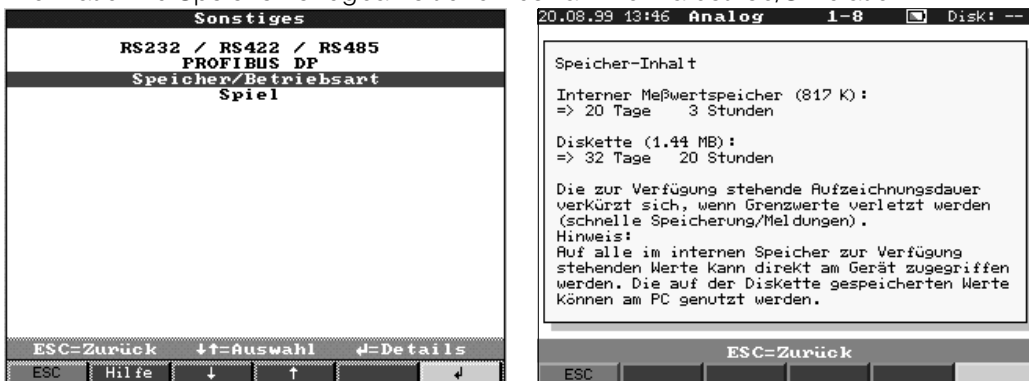 Sonstiges
RS232 / RS422 / RS485
PROFIBUS DP
Speicher/Betriebsart
Spiel
ESC=Zurück ↓↑=Auswahl ↵=Details
ESC Hilfe ↓ ↑ ↵
20.08.99 13:46 Analog 1-8 Disk: --
Speicher-Inhalt
Interner Meßwertspeicher (817 K):
=> 20 Tage 3 Stunden
Diskette (1.44 MB):
=> 32 Tage 20 Stunden
Die zur Verfügung stehende Aufzeichnungsdauer
verkürzt sich, wenn Grenzwerte verletzt werden
(schnelle Speicherung/Meldungen).
Hinweis:
Auf alle im internen Speicher zur Verfügung
stehenden Werte kann direkt am Gerät zugegriffen
werden. Die auf der Diskette gespeicherten Werte
können am PC genutzt werden.
ESC=Zurück
ESC